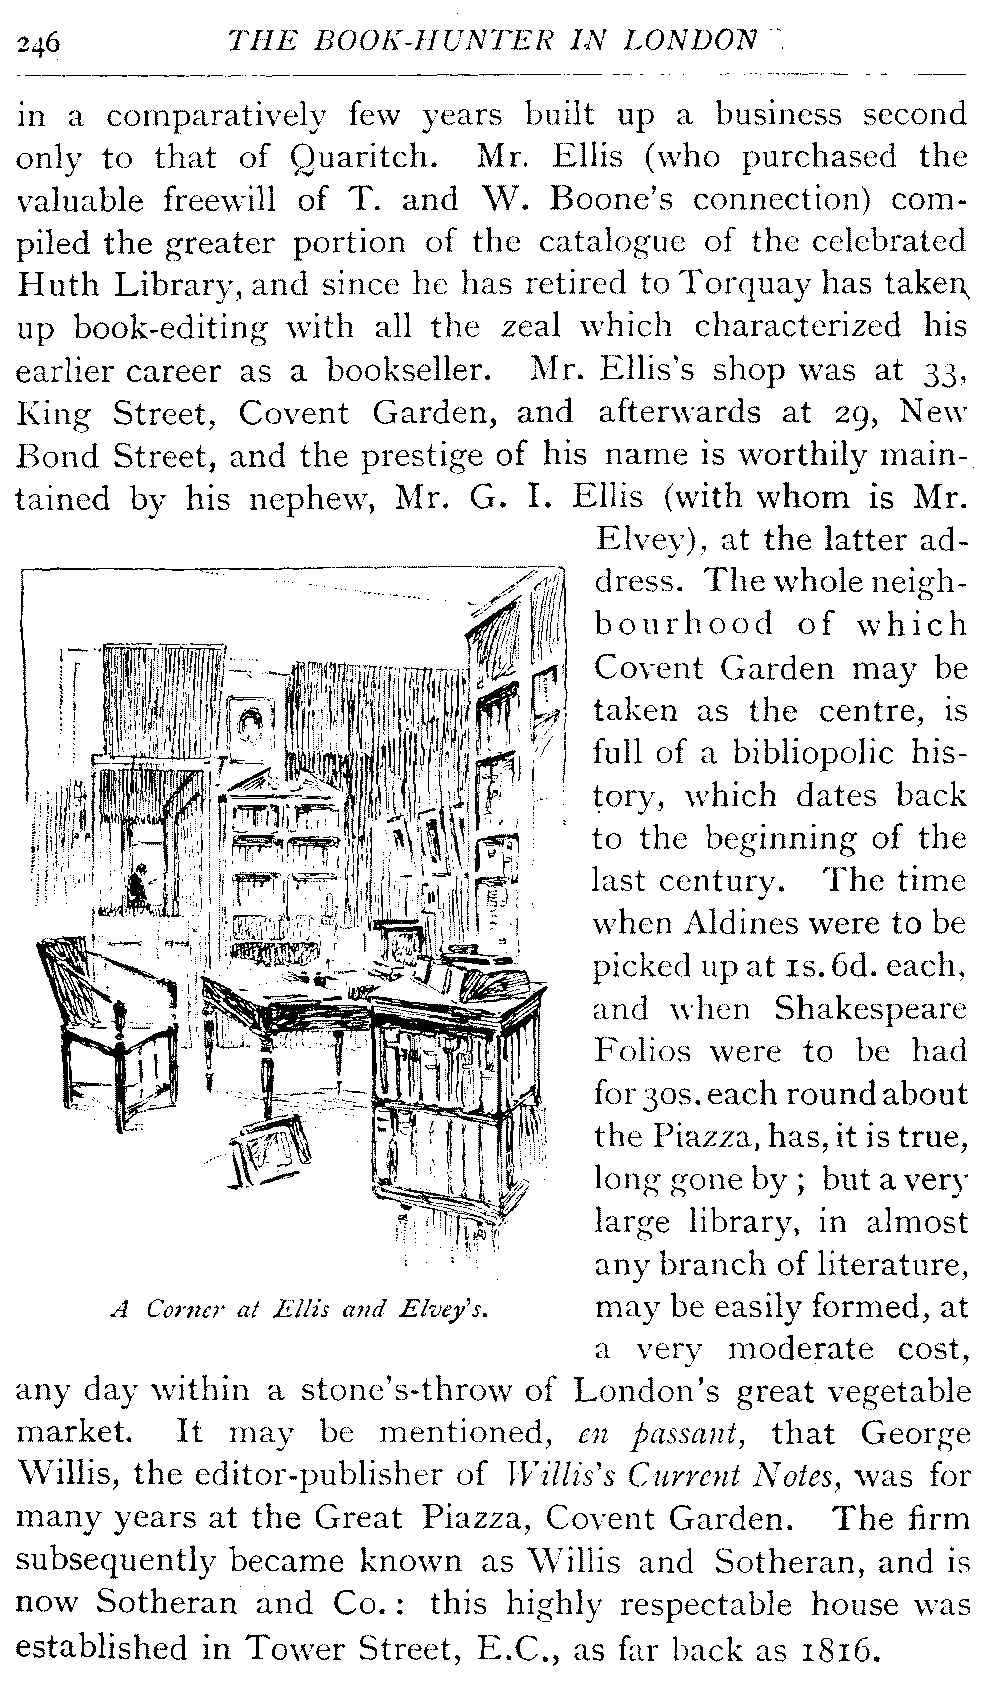 246 THE BOOK-HUNTER IN LONDON
in a comparatively few years built up a business second
only to that of Quaritch. Mr. Ellis (who purchased the
valuable freewill of T. and W. Boone's connection) com-
piled the greater portion of the catalogue of the celebrated
Huth Library, and since he has retired to Torquay has taken
up book-editing with all the zeal which characterized his
earlier career as a bookseller. Mr. Ellis's shop was at 33,
King Street, Covent Garden, and afterwards at 29, New
Bond Street, and the prestige of his name is worthily main-
tained by his nephew, Mr. G. I. Ellis (with whom is Mr.
Elvey), at the latter ad-
dress. The whole neigh-
bourhood of which
Covent Garden may be
taken as the centre, is
full of a bibliopolic his-
tory, which dates back
to the beginning of the
last century. The time
when Aldines were to be
picked up at 1s. 6d. each,
and when Shakespeare
Folios were to be had
for 30s. each round about
the Piazza, has, it is true,
long gone by ; but a very
large library, in almost
any branch of literature,
may be easily formed, at
a very moderate cost,
A Corner at Ellis and Elvey's.
any day within a stone's-throw of London's great vegetable
market. It may be mentioned, en passant, that George
Willis, the editor-publisher of Willis's Current Notes, was for
many years at the Great Piazza, Covent Garden. The firm
subsequently became known as Willis and Sotheran, and is
now Sotheran and Co. : this highly respectable house was
established in Tower Street, E.C., as far back as 1816.